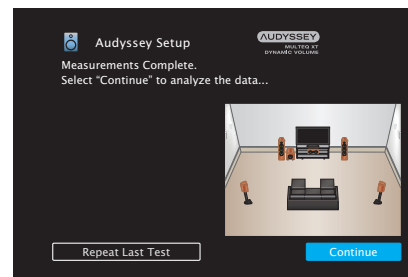 Audyssey Setup
AUDYSSEY
MULTEQ XT
DYNAMIC VOLUME
Measurements Complete.
Select “Continue” to analyze the data...
Repeat Last Test
Continue